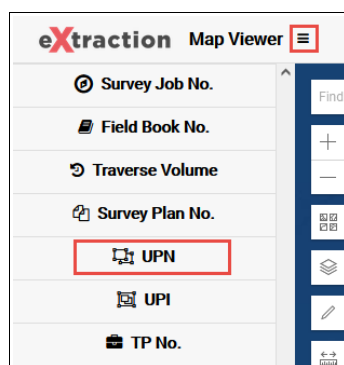 eXtraction Map Viewer
Survey Job No.
Find
Field Book No.
Traverse Volume
Survey Plan No.
UPN
UPI
TP No.